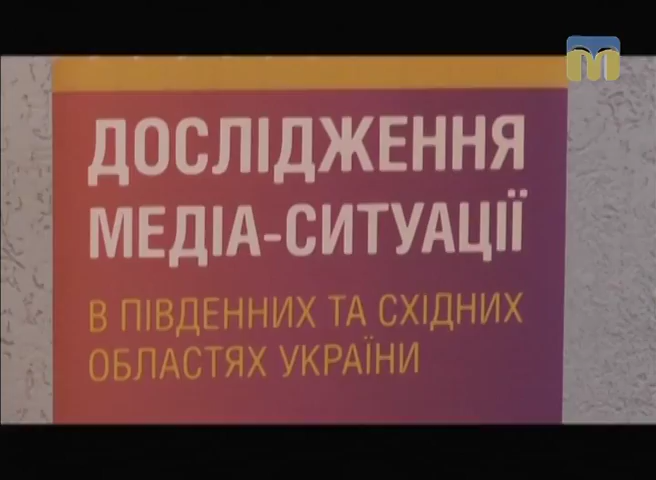 ДОСЛІДЖЕННЯ
МЕДІА-СИТУАЦІЇ
В ПІВДЕННИХ ТА СХІДНИХ
ОБЛАСТЯХ УКРАЇНИ